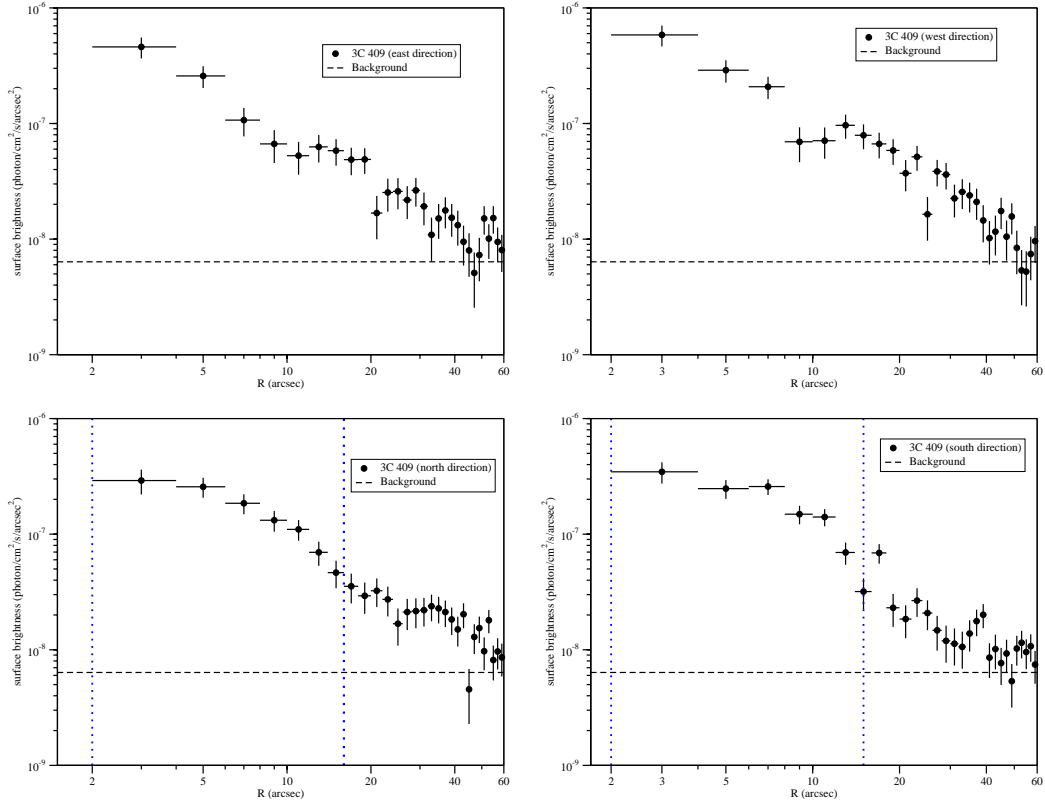 10^-6
10^-7
10^-8
10^-9
surface brightness (photon/cm^2/s/arcsec^2)
3C 409 (east direction)
Background
2 5 10 20 40 60
R (arcsec)
10^-6
10^-7
10^-8
10^-9
surface brightness (photon/cm^2/s/arcsec^2)
3C 409 (west direction)
Background
2 3 5 10 20 40 60
R (arcsec)
10^-6
10^-7
10^-8
10^-9
surface brightness (photon/cm^2/s/arcsec^2)
3C 409 (north direction)
Background
2 5 10 20 40 60
R (arcsec)
10^-6
10^-7
10^-8
10^-9
surface brightness (photon/cm^2/s/arcsec^2)
3C 409 (south direction)
Background
2 3 5 10 20 40 60
R (arcsec)